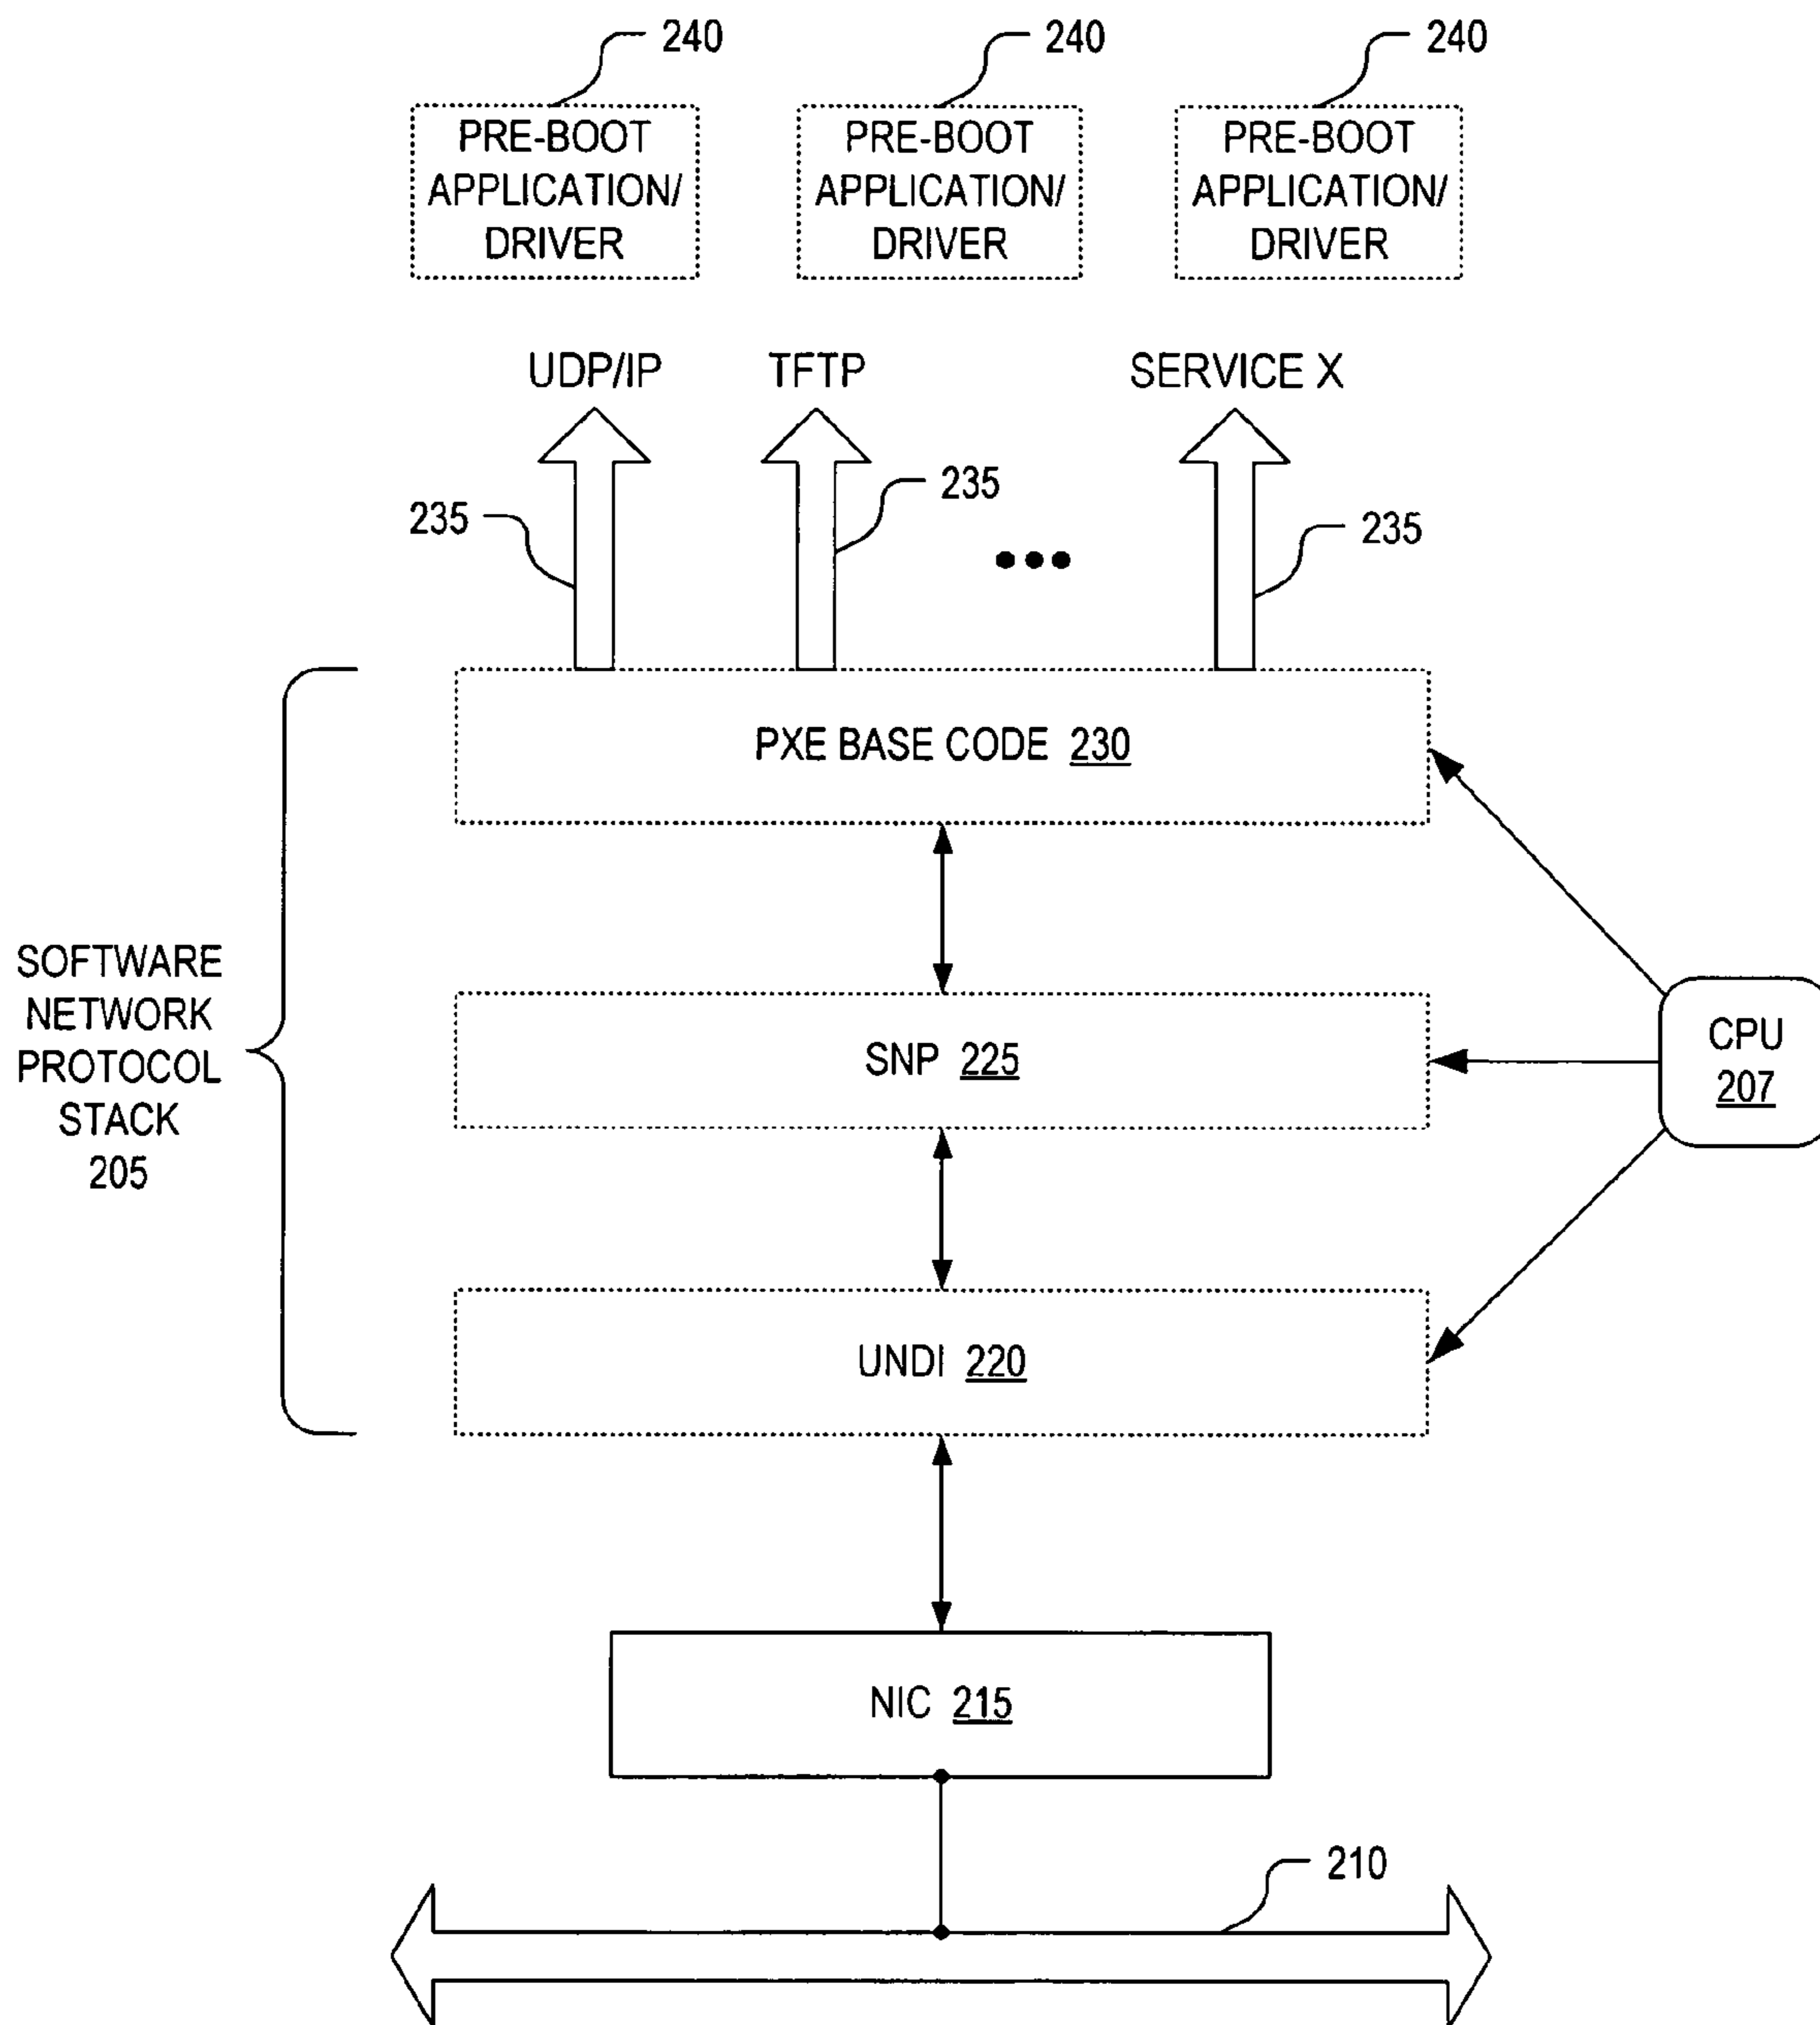 240
240
240
PRE-BOOT
APPLICATION/
DRIVER
PRE-BOOT
APPLICATION/
DRIVER
PRE-BOOT
APPLICATION/
DRIVER
UDP/IP
TFTP
SERVICE X
235
235
235
PXE BASE CODE 230
SOFTWARE
NETWORK
PROTOCOL
STACK
205
SNP 225
CPU
207
UNDI 220
NIC 215
210